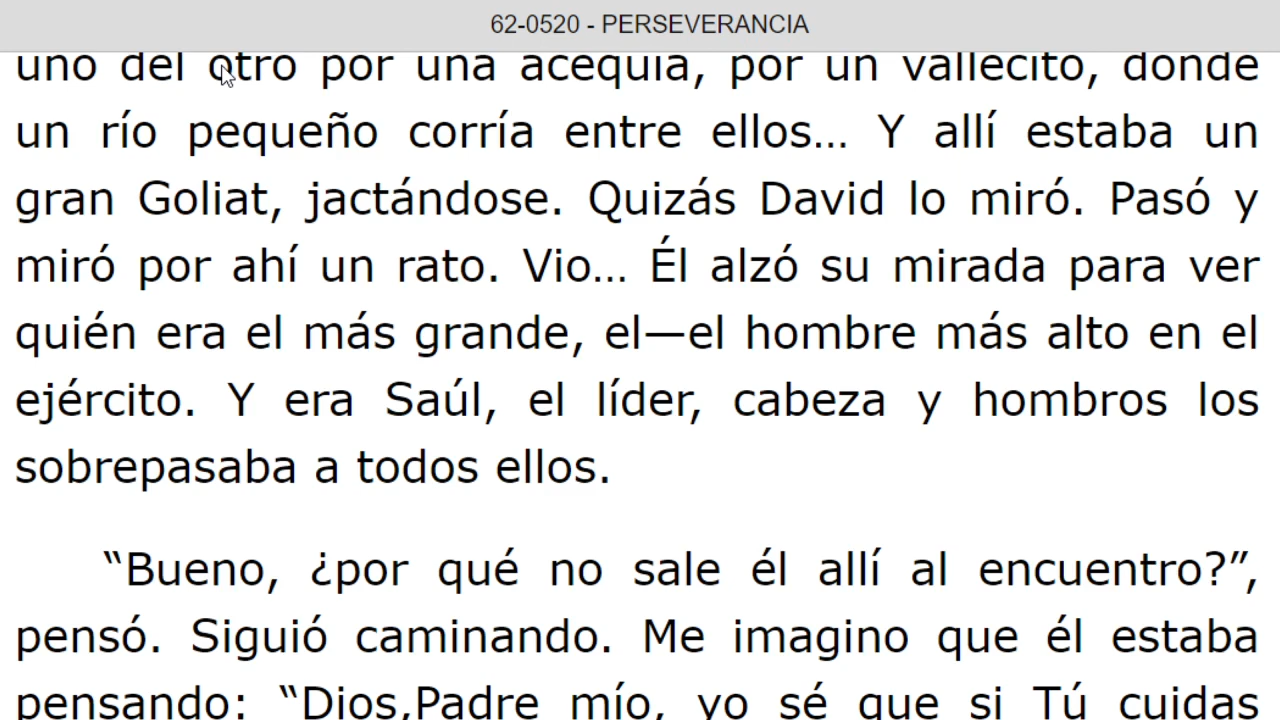 62-0520 - PERSEVERANCIA
uno del otro por una acequia, por un vallecito, donde
un río pequeño corría entre ellos… Y allí estaba un
gran Goliat, jactándose. Quizás David lo miró. Pasó y
miró por ahí un rato. Vio… Él alzó su mirada para ver
quién era el más grande, el—el hombre más alto en el
ejército. Y era Saúl, el líder, cabeza y hombros los
sobrepasaba a todos ellos.
“Bueno, ¿por qué no sale él allí al encuentro?”,
pensó. Siguió caminando. Me imagino que él estaba
pensando: “Dios,Padre mío, yo sé que si Tú cuidas